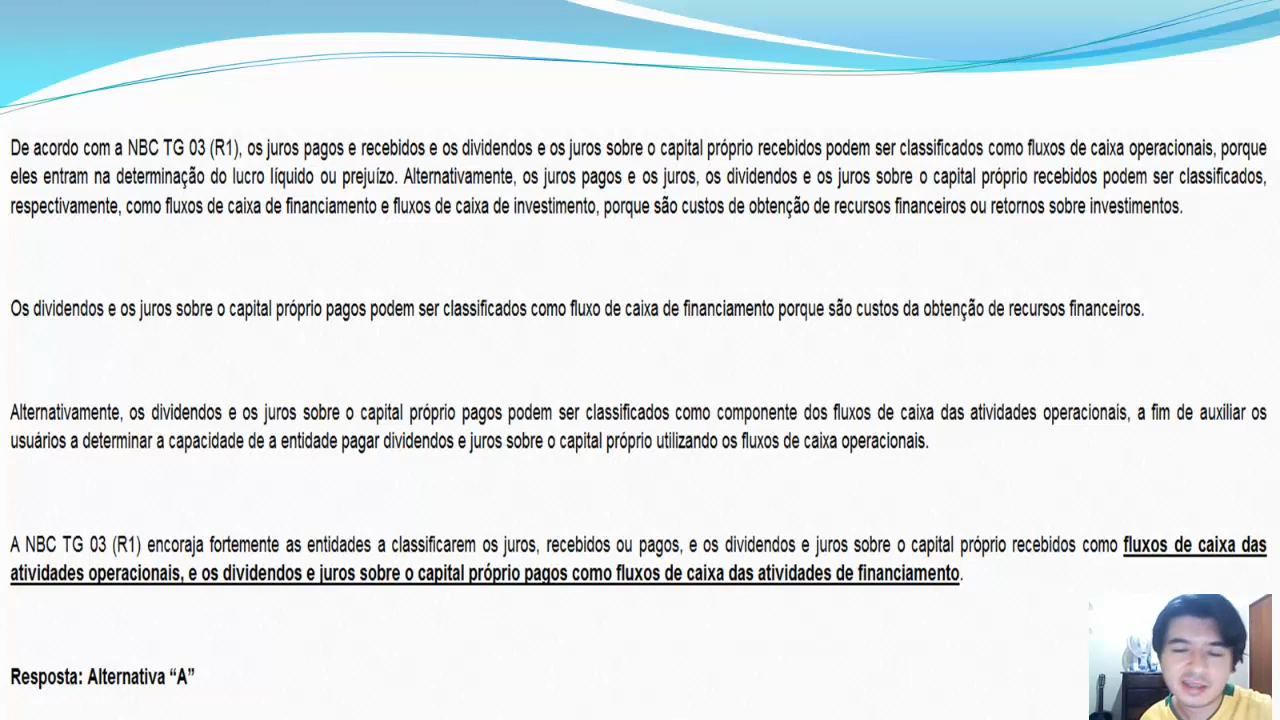 De acordo com a NBC TG 03 (R1), os juros pagos e recebidos e os dividendos e os juros sobre o capital próprio recebidos podem ser classificados como fluxos de caixa operacionais, porque
eles entram na determinação do lucro líquido ou prejuízo. Alternativamente, os juros pagos e os juros, os dividendos e os juros sobre o capital próprio recebidos podem ser classificados,
respectivamente, como fluxos de caixa de financiamento e fluxos de caixa de investimento, porque são custos de obtenção de recursos financeiros ou retornos sobre investimentos.
Os dividendos e os juros sobre o capital próprio pagos podem ser classificados como fluxo de caixa de financiamento porque são custos da obtenção de recursos financeiros.
Alternativamente, os dividendos e os juros sobre o capital próprio pagos podem ser classificados como componente dos fluxos de caixa das atividades operacionais, a fim de auxiliar os
usuários a determinar a capacidade de a entidade pagar dividendos e juros sobre o capital próprio utilizando os fluxos de caixa operacionais.
A NBC TG 03 (R1) encoraja fortemente as entidades a classificarem os juros, recebidos ou pagos, e os dividendos e juros sobre o capital próprio recebidos como fluxos de caixa das
atividades operacionais, e os dividendos e juros sobre o capital próprio pagos como fluxos de caixa das atividades de financiamento.
Resposta: Alternativa “A”